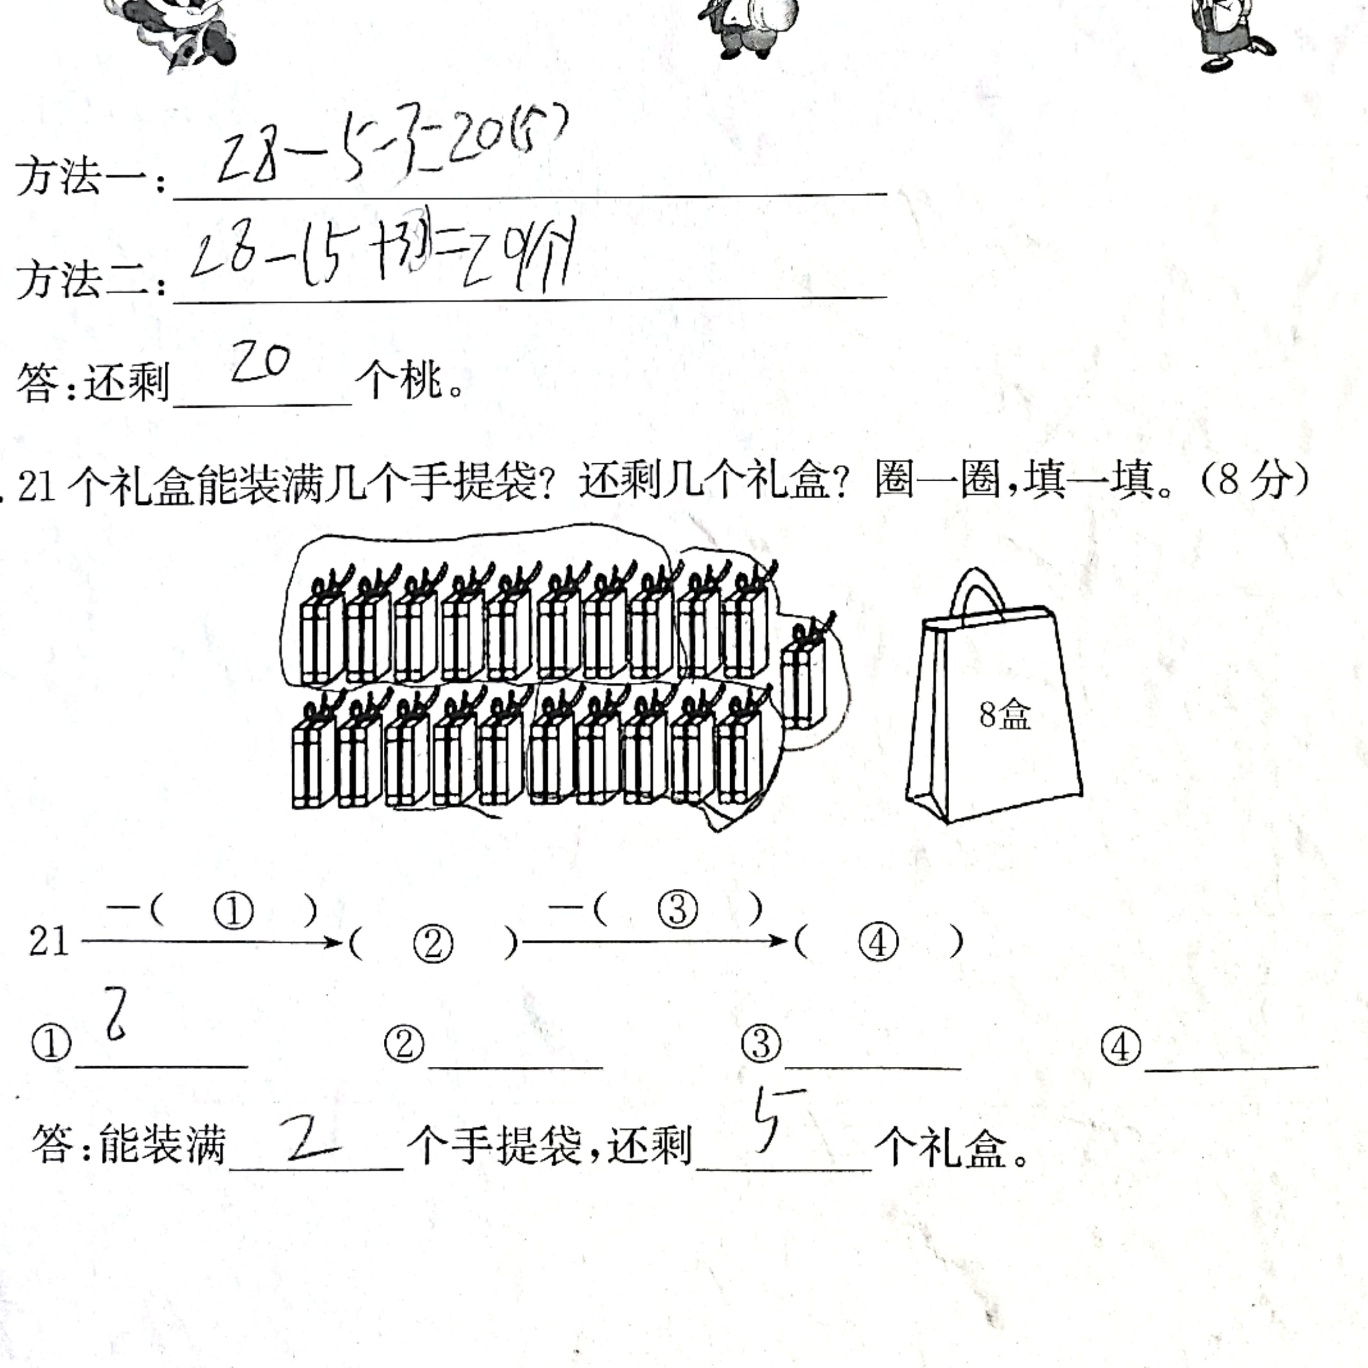 方法一:28-5-3=20(个)
方法二:28-(5+3)=20(个)
答:还剩 20 个桃。
. 21个礼盒能装满几个手提袋? 还剩几个礼盒? 圈一圈,填一填。(8分)
8盒
-( ① ) -( ③ )
21 ( ② ) ( ④ )
① 8 ② ③ ④
答:能装满 2 个手提袋,还剩 5 个礼盒。